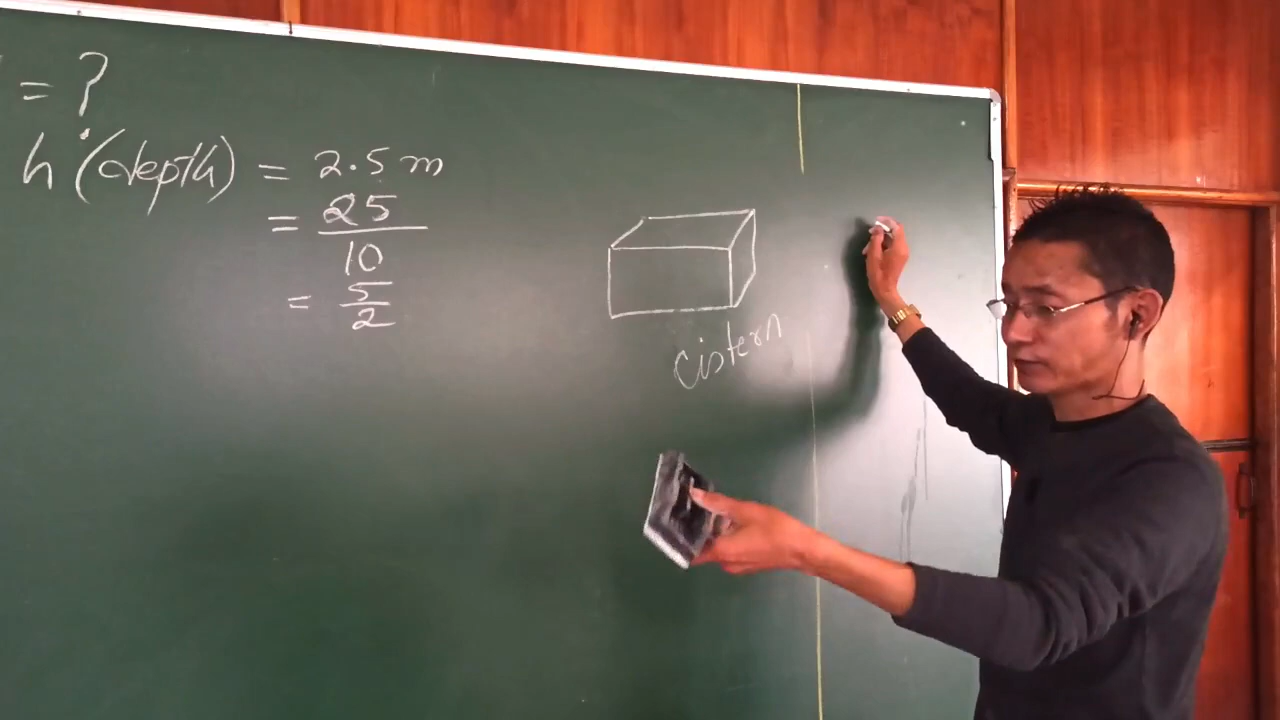 = ?
h (depth) = 2.5 m
= 25/10
= 5/2
cistern